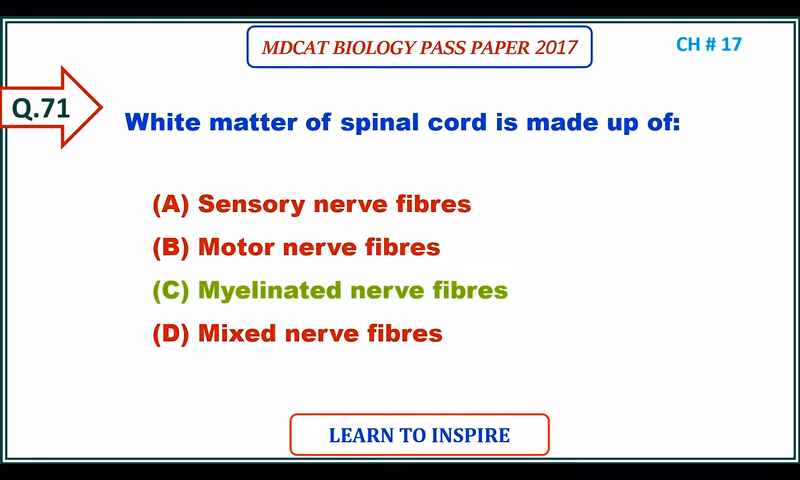 MDCAT BIOLOGY PASS PAPER 2017
CH # 17
Q.71
White matter of spinal cord is made up of:
(A) Sensory nerve fibres
(B) Motor nerve fibres
(C) Myelinated nerve fibres
(D) Mixed nerve fibres
LEARN TO INSPIRE